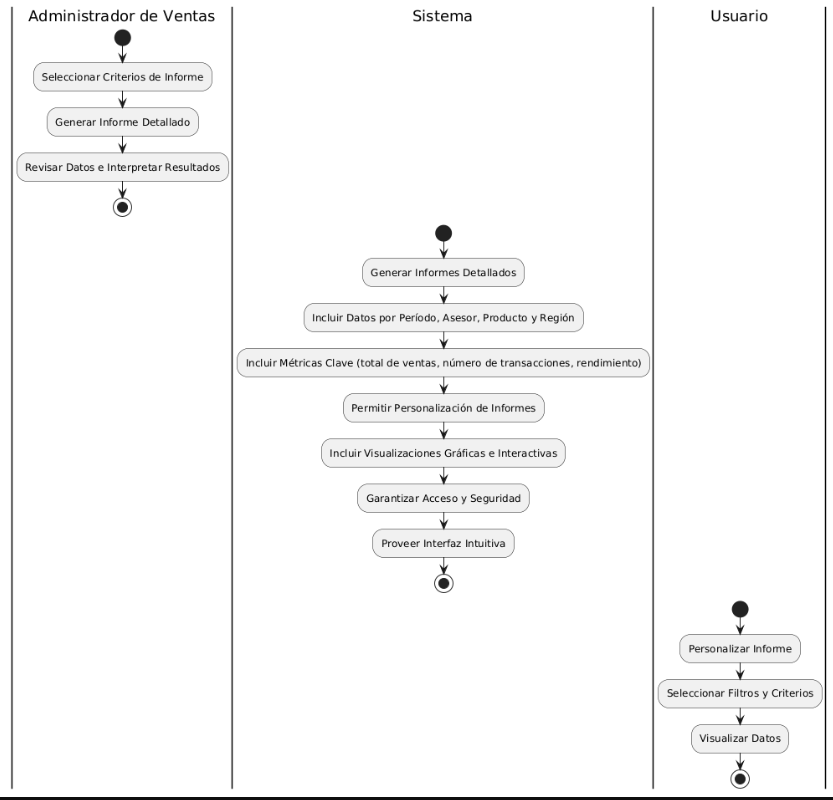 Administrador de Ventas
Sistema
Usuario
Seleccionar Criterios de Informe
Generar Informe Detallado
Revisar Datos e Interpretar Resultados
Generar Informes Detallados
Incluir Datos por Período, Asesor, Producto y Región
Incluir Métricas Clave (total de ventas, número de transacciones, rendimiento)
Permitir Personalización de Informes
Incluir Visualizaciones Gráficas e Interactivas
Garantizar Acceso y Seguridad
Proveer Interfaz Intuitiva
Personalizar Informe
Seleccionar Filtros y Criterios
Visualizar Datos